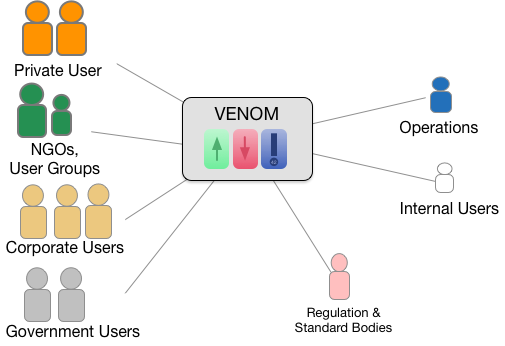 Private User
NGOs,
User Groups
Corporate Users
Government Users
VENOM
Operations
Internal Users
Regulation &
Standard Bodies